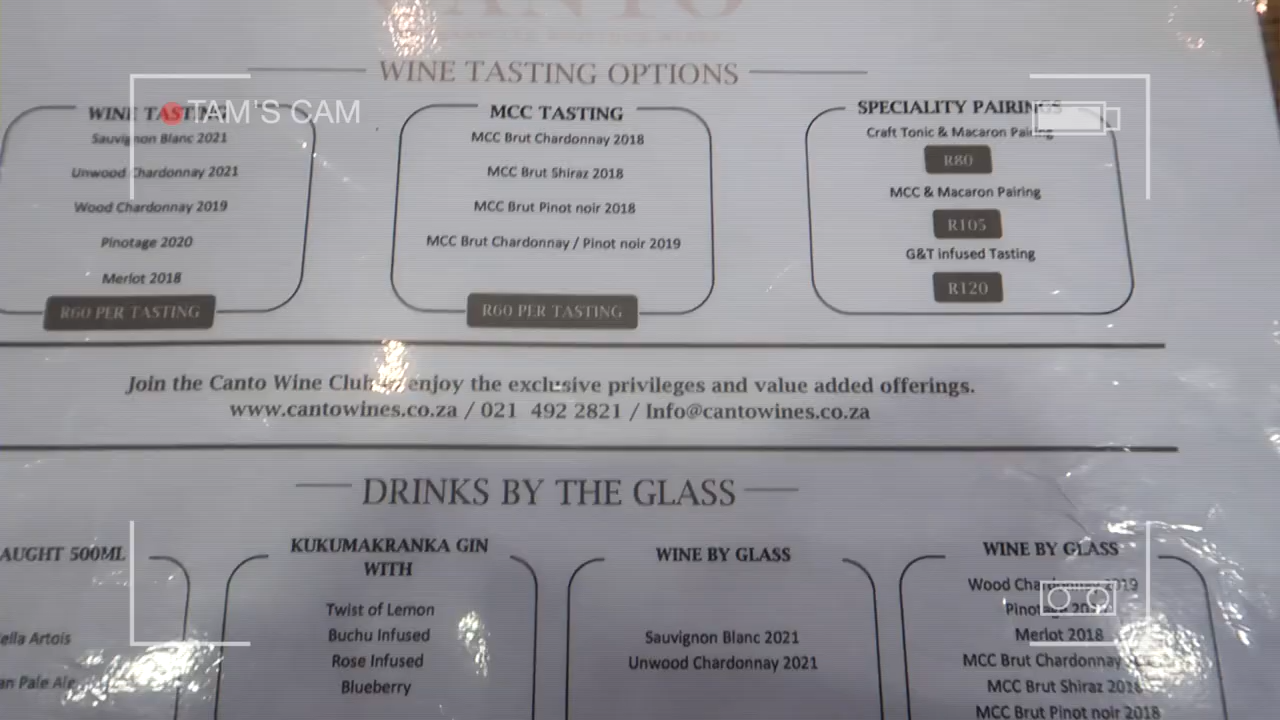 CANTO
WINE TASTING OPTIONS
TAM'S CAM
WINE TASTING
Sauvignon Blanc 2021
Unwood Chardonnay 2021
Wood Chardonnay 2019
Pinotage 2020
Merlot 2018
R60 PER TASTING
MCC TASTING
MCC Brut Chardonnay 2018
MCC Brut Shiraz 2018
MCC Brut Pinot noir 2018
MCC Brut Chardonnay / Pinot noir 2019
R60 PER TASTING
SPECIALITY PAIRINGS
Craft Tonic & Macaron Pairing
R80
MCC & Macaron Pairing
R105
G&T infused Tasting
R120
Join the Canto Wine Club enjoy the exclusive privileges and value added offerings.
www.cantowines.co.za / 021 492 2821 / Info@cantowines.co.za
DRINKS BY THE GLASS
AUGHT 500ML
ella Artois
an Pale Ale
KUKUMAKRANKA GIN
WITH
Twist of Lemon
Buchu Infused
Rose Infused
Blueberry
WINE BY GLASS
Sauvignon Blanc 2021
Unwood Chardonnay 2021
WINE BY GLASS
Wood Chardonnay 2019
Pinotage
Merlot 2018
MCC Brut Chardonnay
MCC Brut Shiraz 2018
MCC Brut Pinot noir 2018